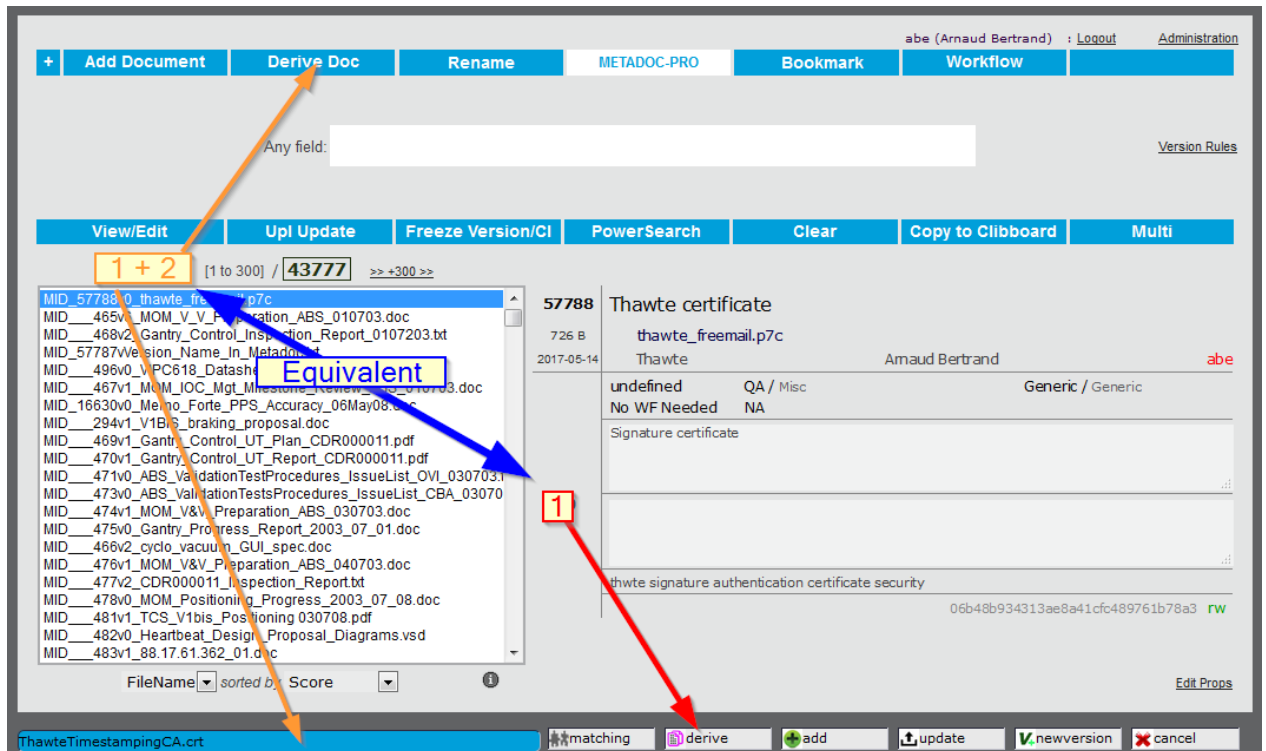 abe (Arnaud Bertrand) : Logout Administration
+ Add Document Derive Doc Rename METADOC-PRO Bookmark Workflow
Any field: Version Rules
View/Edit Upl Update Freeze Version/CI PowerSearch Clear Copy to Clibboard Multi
1 + 2 [1 to 300] / 43777 >> +300 >>
MID_57788v0_thawte_freemail.p7c
MID___465v3_MOM_V_V_Preparation_ABS_010703.doc
MID___468v2_Gantry_Control_Inspection_Report_0107203.txt
MID_57787vVersion_Name_In_Metadoc.txt
MID___496v0_VPC618_Datashe
Equivalent
MID___467v1_MOM_IOC_Mgt_Milestone_Review_ABS_010703.doc
MID_16630v0_Memo_Forte_PPS_Accuracy_06May08.doc
MID___294v1_V1BIS_braking_proposal.doc
MID___469v1_Gantry_Control_UT_Plan_CDR000011.pdf
MID___470v1_Gantry_Control_UT_Report_CDR000011.pdf
MID___471v0_ABS_ValidationTestProcedures_IssueList_OVI_030703.
MID___473v0_ABS_ValidationTestsProcedures_IssueList_CBA_03070
MID___474v1_MOM_V&V_Preparation_ABS_030703.doc
MID___475v0_Gantry_Progress_Report_2003_07_01.doc
MID___466v2_cyclo_vacuum_GUI_spec.doc
MID___476v1_MOM_V&V_Preparation_ABS_040703.doc
MID___477v2_CDR000011_Inspection_Report.txt
MID___478v0_MOM_Positioning_Progress_2003_07_08.doc
MID___481v1_TCS_V1bis_Positioning 030708.pdf
MID___482v0_Heartbeat_Design_Proposal_Diagrams.vsd
MID___483v1_88.17.61.362_01.doc
FileName sorted by Score
57788 Thawte certificate
726 B thawte_freemail.p7c
2017-05-14 Thawte Arnaud Bertrand abe
undefined QA / Misc Generic / Generic
No WF Needed NA
Signature certificate
1
thwte signature authentication certificate security
06b48b934313ae8a41cfc489761b78a3 rw
Edit Props
ThawteTimestampingCA.crt matching derive add update newversion cancel